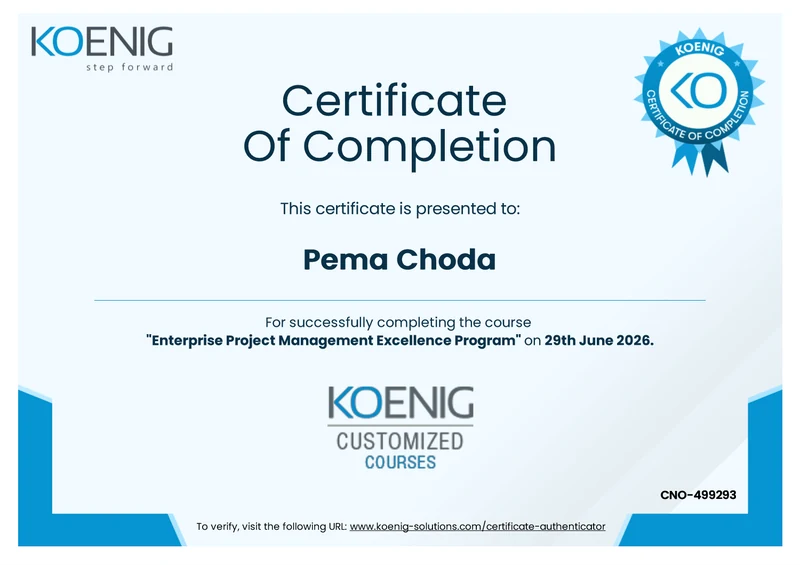 KOENIG
step forward
KOENIG
KO
CERTIFICATE OF COMPLETION
Certificate
Of Completion
This certificate is presented to:
Pema Choda
For successfully completing the course
"Enterprise Project Management Excellence Program" on 29th June 2026.
KOENIG
CUSTOMIZED
COURSES
CNO-499293
To verify, visit the following URL: www.koenig-solutions.com/certificate-authenticator